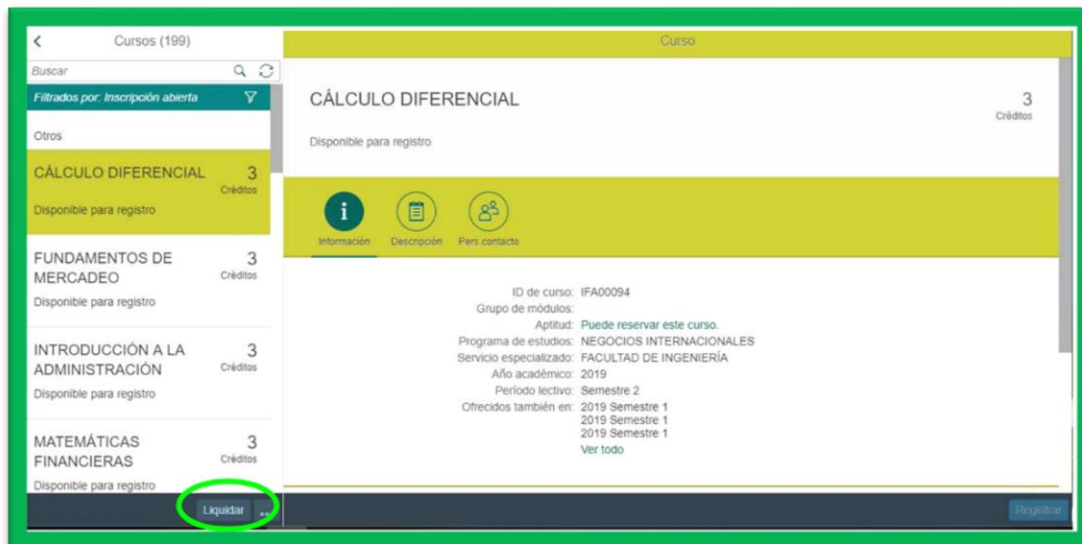 Cursos (199)
Buscar
Filtrados por: Inscripción abierta
Otros
CÁLCULO DIFERENCIAL
3
Créditos
Disponible para registro
FUNDAMENTOS DE
MERCADEO
3
Créditos
Disponible para registro
INTRODUCCIÓN A LA
ADMINISTRACIÓN
3
Créditos
Disponible para registro
MATEMÁTICAS
FINANCIERAS
3
Créditos
Disponible para registro
Liquidar
Curso
CÁLCULO DIFERENCIAL
3
Créditos
Disponible para registro
Información Descripción Pers. contacto
ID de curso: IFA00094
Grupo de módulos:
Aptitud: Puede reservar este curso.
Programa de estudios: NEGOCIOS INTERNACIONALES
Servicio especializado: FACULTAD DE INGENIERÍA
Año académico: 2019
Período lectivo: Semestre 2
Ofrecidos también en: 2019 Semestre 1
2019 Semestre 1
2019 Semestre 1
Ver todo
Registrar